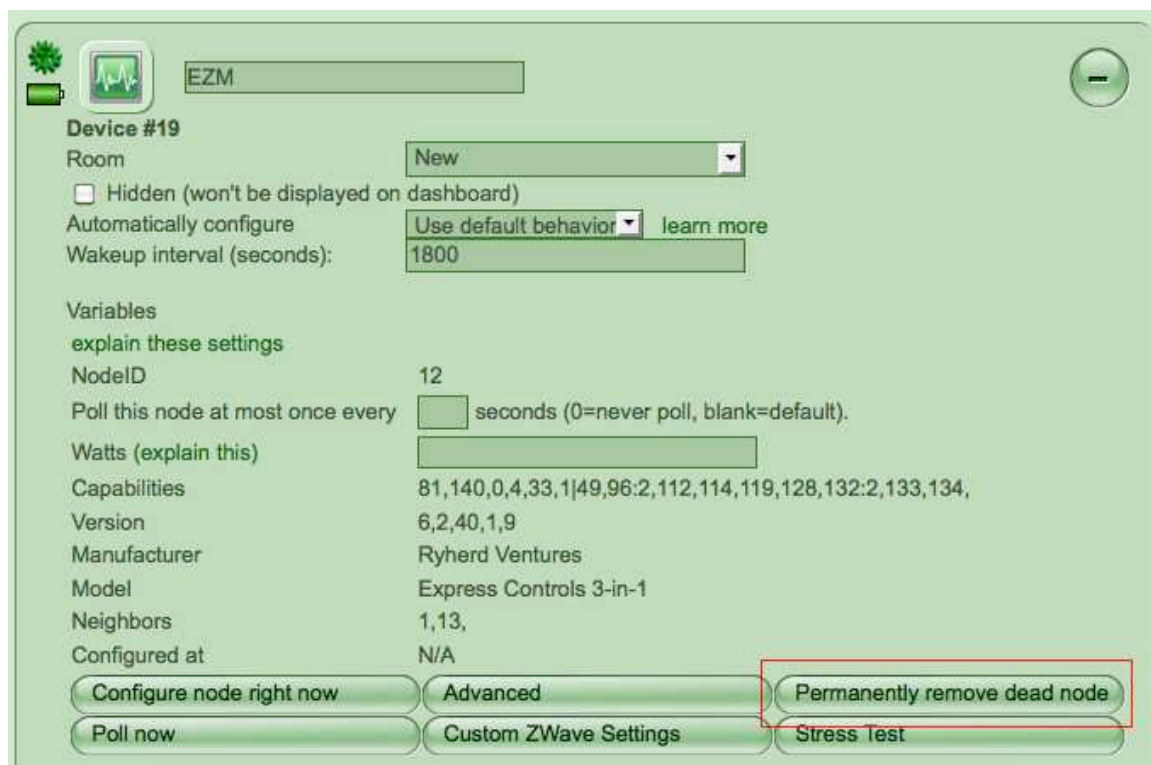 EZM
Device #19
Room New
Hidden (won't be displayed on dashboard)
Automatically configure Use default behavior learn more
Wakeup interval (seconds): 1800
Variables
explain these settings
NodeID 12
Poll this node at most once every seconds (0=never poll, blank=default).
Watts (explain this)
Capabilities 81,140,0,4,33,1|49,96:2,112,114,119,128,132:2,133,134,
Version 6,2,40,1,9
Manufacturer Ryherd Ventures
Model Express Controls 3-in-1
Neighbors 1,13,
Configured at N/A
Configure node right now Advanced Permanently remove dead node
Poll now Custom ZWave Settings Stress Test